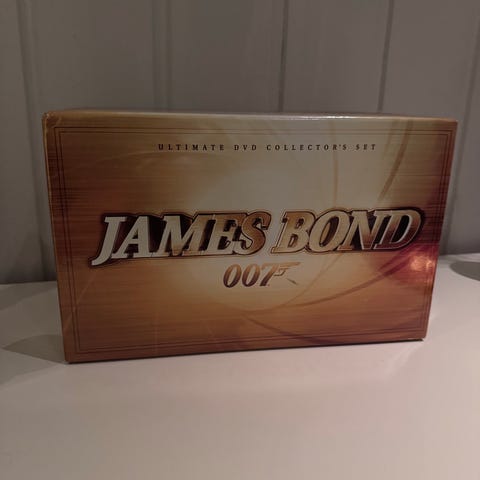 ULTIMATE DVD COLLECTOR'S SET
JAMES BOND
007